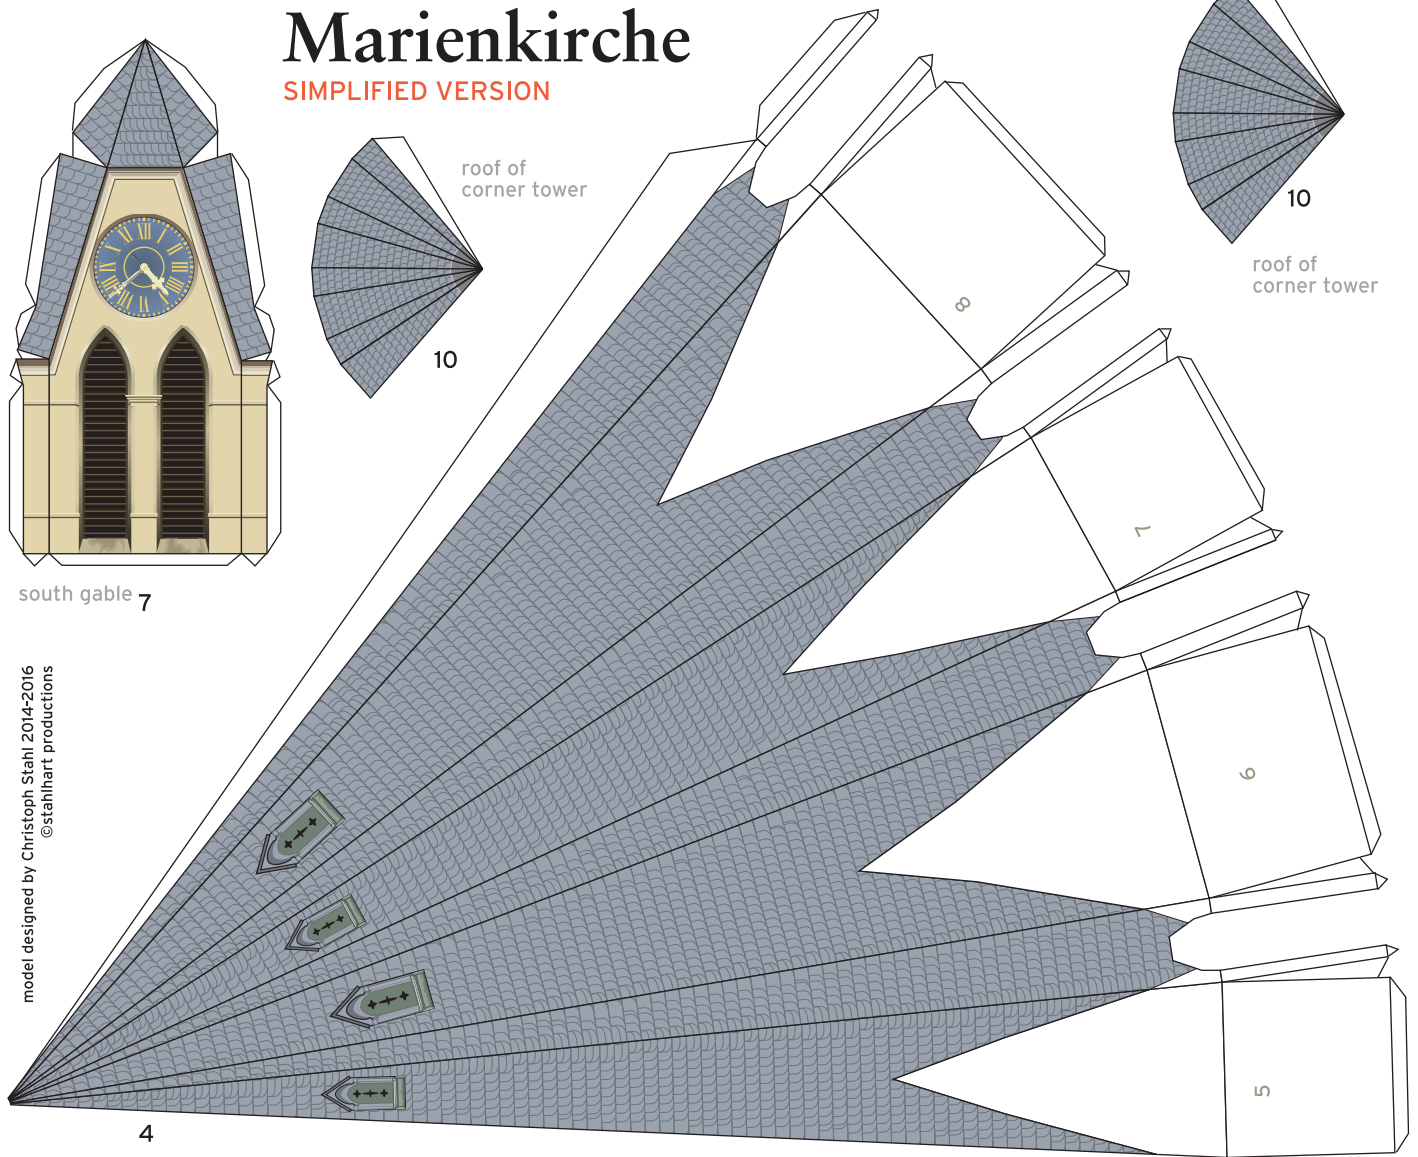 Marienkirche
SIMPLIFIED VERSION
roof of
corner tower
10
10
roof of
corner tower
8
7
6
5
south gable 7
model designed by Christoph Stahl 2014-2016
©stahlhart productions
4